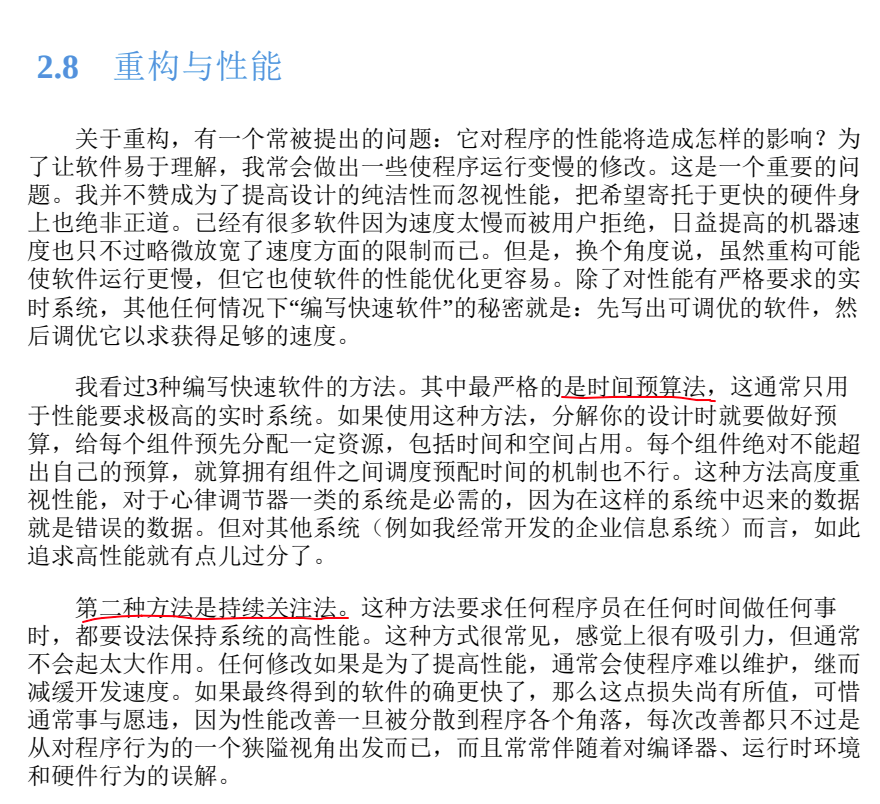 2.8 重构与性能
关于重构，有一个常被提出的问题：它对程序的性能将造成怎样的影响？为
了让软件易于理解，我常会做出一些使程序运行变慢的修改。这是一个重要的问
题。我并不赞成为了提高设计的纯洁性而忽视性能，把希望寄托于更快的硬件身
上也绝非正道。已经有很多软件因为速度太慢而被用户拒绝，日益提高的机器速
度也只不过略微放宽了速度方面的限制而已。但是，换个角度说，虽然重构可能
使软件运行更慢，但它也使软件的性能优化更容易。除了对性能有严格要求的实
时系统，其他任何情况下“编写快速软件”的秘密就是：先写出可调优的软件，然
后调优它以求获得足够的速度。
我看过3种编写快速软件的方法。其中最严格的是时间预算法，这通常只用
于性能要求极高的实时系统。如果使用这种方法，分解你的设计时就要做好预
算，给每个组件预先分配一定资源，包括时间和空间占用。每个组件绝对不能超
出自己的预算，就算拥有组件之间调度预配时间的机制也不行。这种方法高度重
视性能，对于心律调节器一类的系统是必需的，因为在这样的系统中迟来的数据
就是错误的数据。但对其他系统（例如我经常开发的企业信息系统）而言，如此
追求高性能就有点儿过分了。
第二种方法是持续关注法。这种方法要求任何程序员在任何时间做任何事
时，都要设法保持系统的高性能。这种方式很常见，感觉上很有吸引力，但通常
不会起太大作用。任何修改如果是为了提高性能，通常会使程序难以维护，继而
减缓开发速度。如果最终得到的软件的确更快了，那么这点损失尚有所值，可惜
通常事与愿违，因为性能改善一旦被分散到程序各个角落，每次改善都只不过是
从对程序行为的一个狭隘视角出发而已，而且常常伴随着对编译器、运行时环境
和硬件行为的误解。